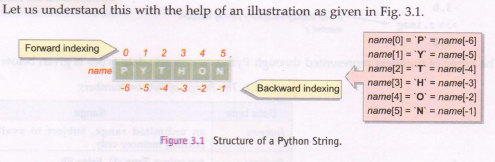 Let us understand this with the help of an illustration as given in Fig. 3.1.
Forward indexing
0 1 2 3 4 5
name P Y T H O N
-6 -5 -4 -3 -2 -1
Backward indexing
name[0] = 'P' = name[-6]
name[1] = 'Y' = name[-5]
name[2] = 'T' = name[-4]
name[3] = 'H' = name[-3]
name[4] = 'O' = name[-2]
name[5] = 'N' = name[-1]
Figure 3.1 Structure of a Python String.